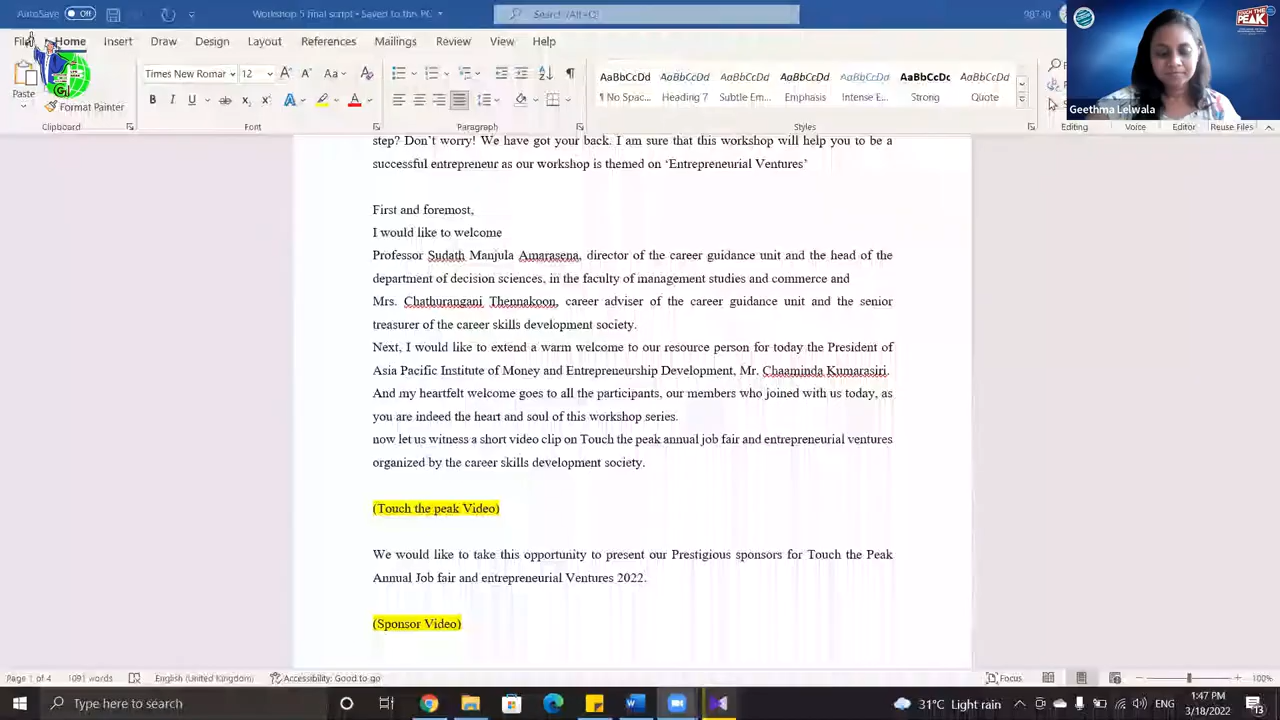 AutoSave Off
Workshop 5 final
Search (Alt+Q)
File Home Insert Draw Design Layout References Mailings Review View Help
TOUCH THE PEAK
Paste
Format Painter
Times New Roman 12
AaBbCcDd AaBbCcDd AaBbCcDd AaBbCcDd AaBbCcDd AaBbCcDc AaBbCcDd
No Spac... Heading 7 Subtle Em... Emphasis Intense E... Strong Quote
Clipboard Font Paragraph Styles Editing Voice Editor Reuse Files
Geethma Lelwala
step? Don't worry! We have got your back. I am sure that this workshop will help you to be a
successful entrepreneur as our workshop is themed on ‘Entrepreneurial Ventures’
First and foremost,
I would like to welcome
Professor Sudath Manjula Amarasena, director of the career guidance unit and the head of the
department of decision sciences, in the faculty of management studies and commerce and
Mrs. Chathurangani Thennakoon, career adviser of the career guidance unit and the senior
treasurer of the career skills development society.
Next, I would like to extend a warm welcome to our resource person for today the President of
Asia Pacific Institute of Money and Entrepreneurship Development, Mr. Chaaminda Kumarasiri.
And my heartfelt welcome goes to all the participants, our members who joined with us today, as
you are indeed the heart and soul of this workshop series.
now let us witness a short video clip on Touch the peak annual job fair and entrepreneurial ventures
organized by the career skills development society.
(Touch the peak Video)
We would like to take this opportunity to present our Prestigious sponsors for Touch the Peak
Annual Job fair and entrepreneurial Ventures 2022.
(Sponsor Video)
Page 1 of 4 1091 words English (United Kingdom) Accessibility: Good to go Focus 100%
Type here to search
31°C Light rain ENG
1:47 PM
3/18/2022